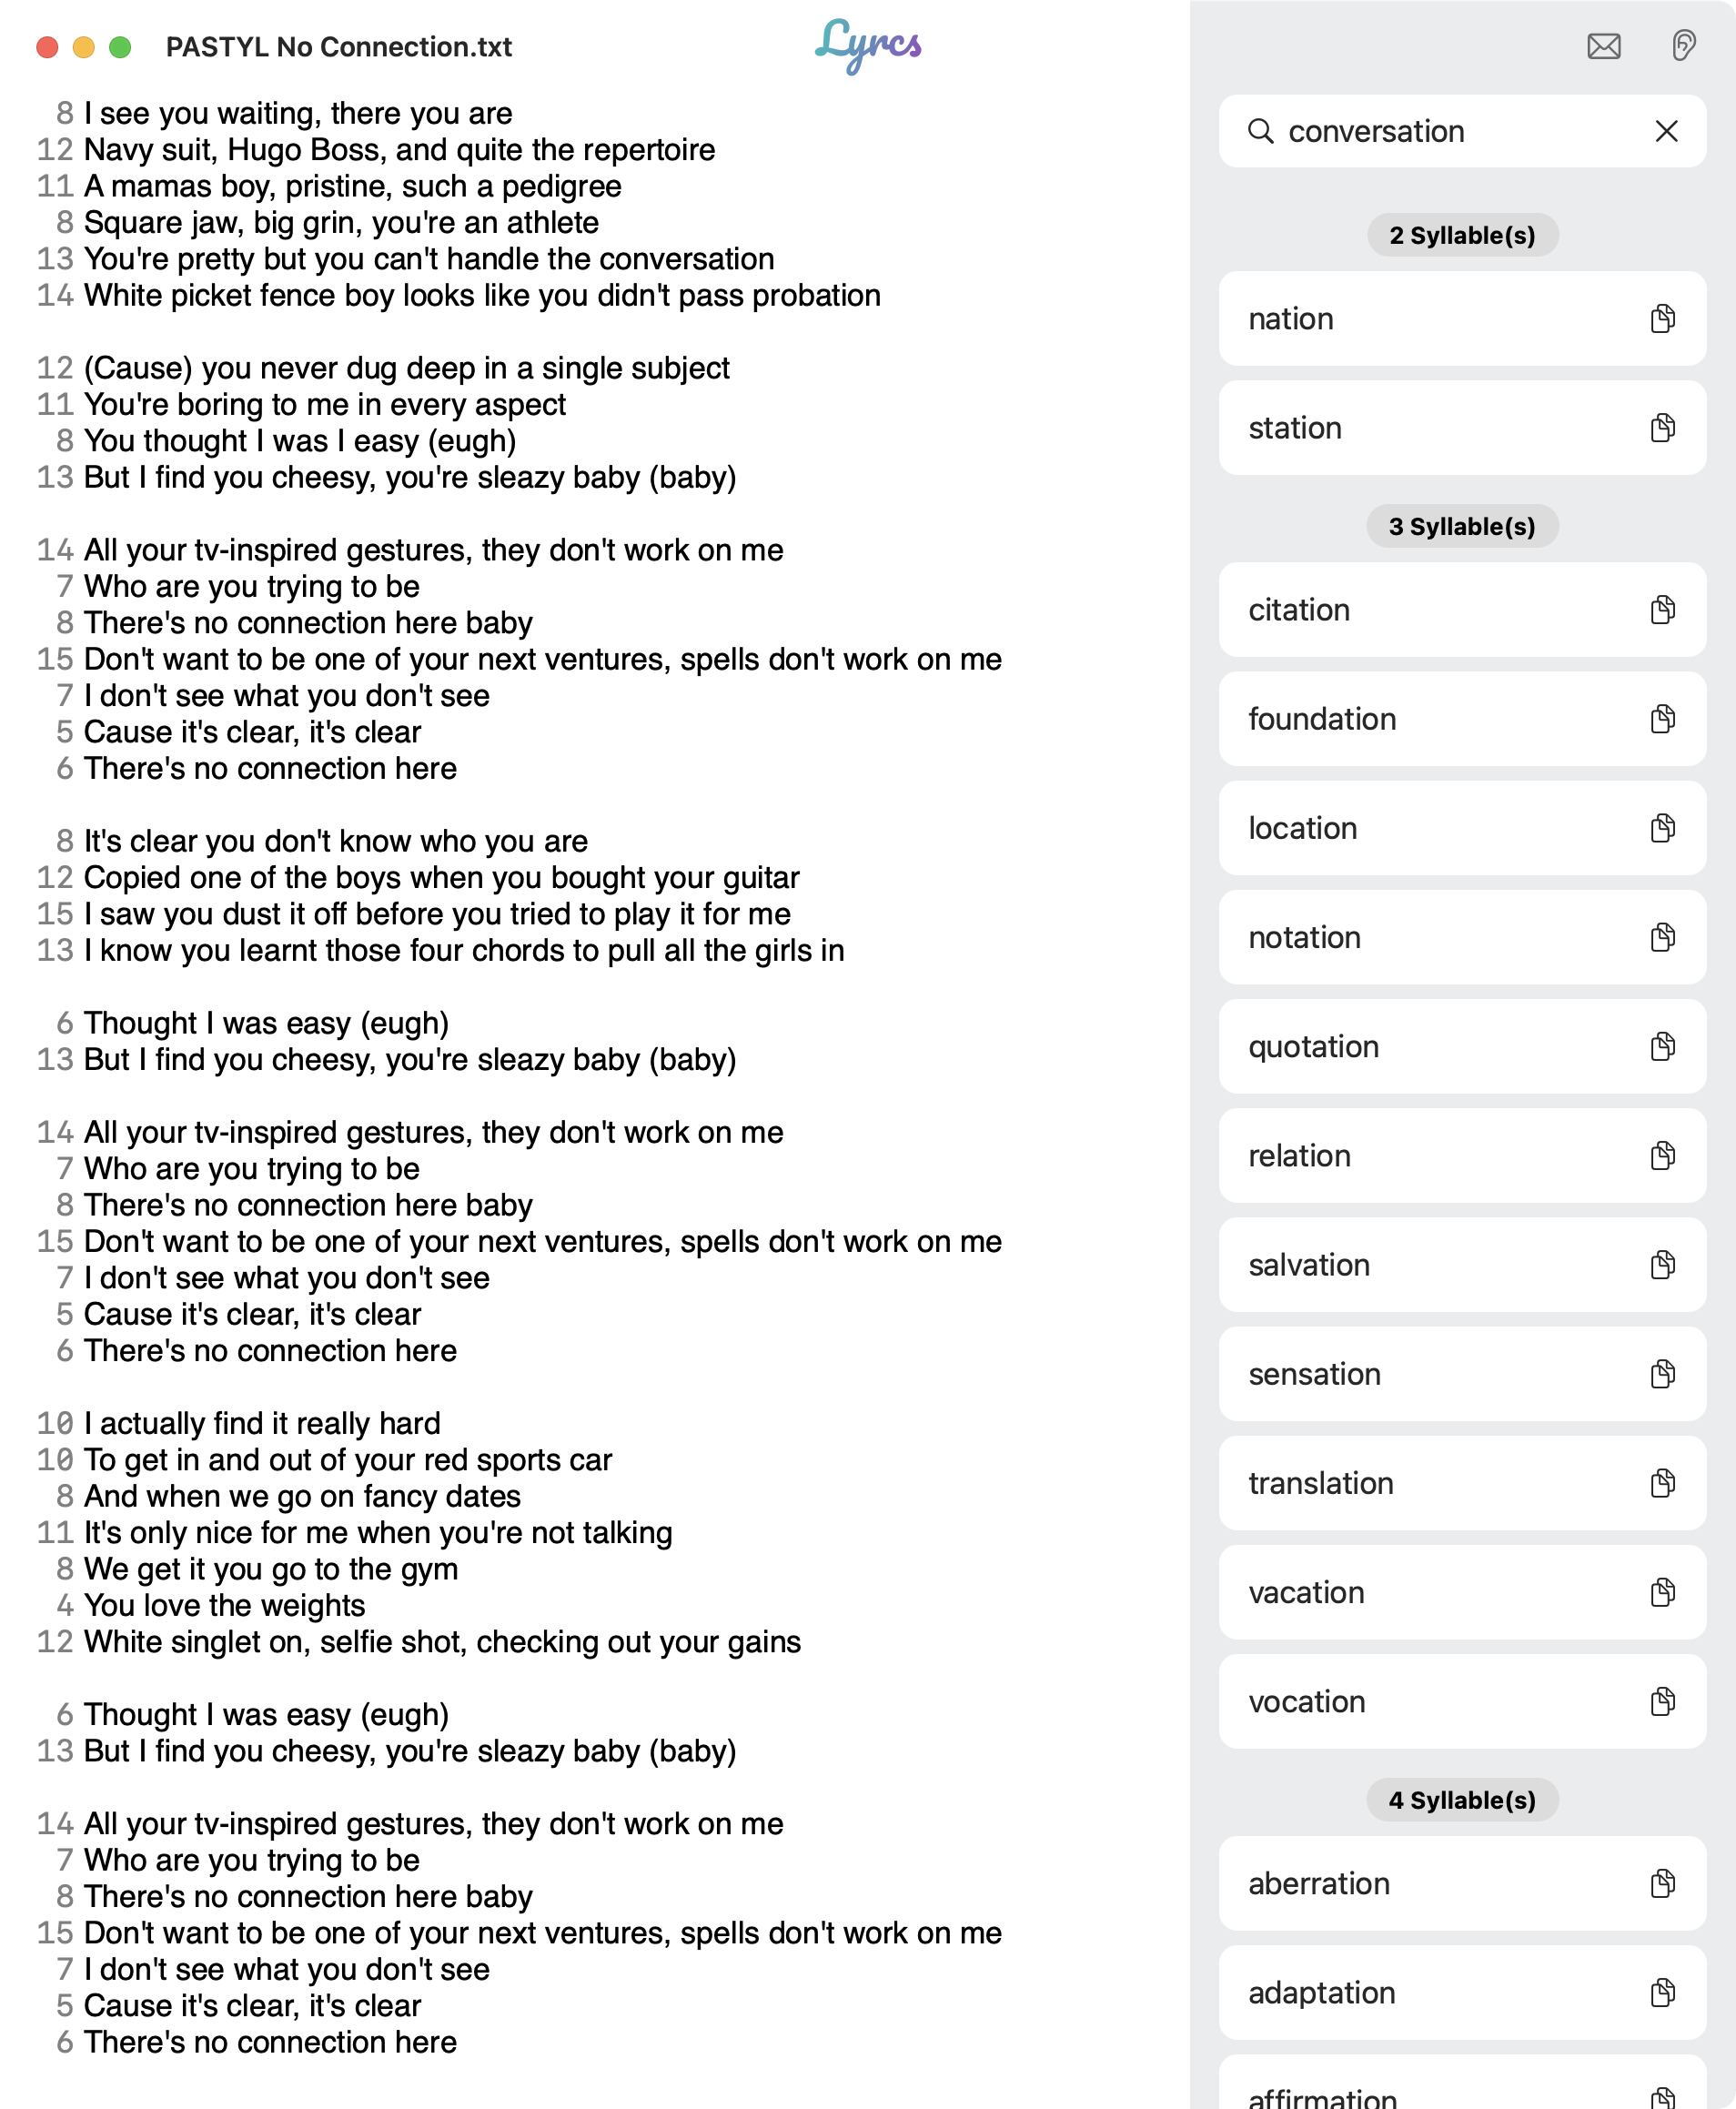 PASTYL No Connection.txt
Lyrcs
8 I see you waiting, there you are
12 Navy suit, Hugo Boss, and quite the repertoire
11 A mamas boy, pristine, such a pedigree
8 Square jaw, big grin, you're an athlete
13 You're pretty but you can't handle the conversation
14 White picket fence boy looks like you didn't pass probation
12 (Cause) you never dug deep in a single subject
11 You're boring to me in every aspect
8 You thought I was I easy (eugh)
13 But I find you cheesy, you're sleazy baby (baby)
14 All your tv-inspired gestures, they don't work on me
7 Who are you trying to be
8 There's no connection here baby
15 Don't want to be one of your next ventures, spells don't work on me
7 I don't see what you don't see
5 Cause it's clear, it's clear
6 There's no connection here
8 It's clear you don't know who you are
12 Copied one of the boys when you bought your guitar
15 I saw you dust it off before you tried to play it for me
13 I know you learnt those four chords to pull all the girls in
6 Thought I was easy (eugh)
13 But I find you cheesy, you're sleazy baby (baby)
14 All your tv-inspired gestures, they don't work on me
7 Who are you trying to be
8 There's no connection here baby
15 Don't want to be one of your next ventures, spells don't work on me
7 I don't see what you don't see
5 Cause it's clear, it's clear
6 There's no connection here
10 I actually find it really hard
10 To get in and out of your red sports car
8 And when we go on fancy dates
11 It's only nice for me when you're not talking
8 We get it you go to the gym
4 You love the weights
12 White singlet on, selfie shot, checking out your gains
6 Thought I was easy (eugh)
13 But I find you cheesy, you're sleazy baby (baby)
14 All your tv-inspired gestures, they don't work on me
7 Who are you trying to be
8 There's no connection here baby
15 Don't want to be one of your next ventures, spells don't work on me
7 I don't see what you don't see
5 Cause it's clear, it's clear
6 There's no connection here
conversation
2 Syllable(s)
nation
station
3 Syllable(s)
citation
foundation
location
notation
quotation
relation
salvation
sensation
translation
vacation
vocation
4 Syllable(s)
aberration
adaptation
affirmation